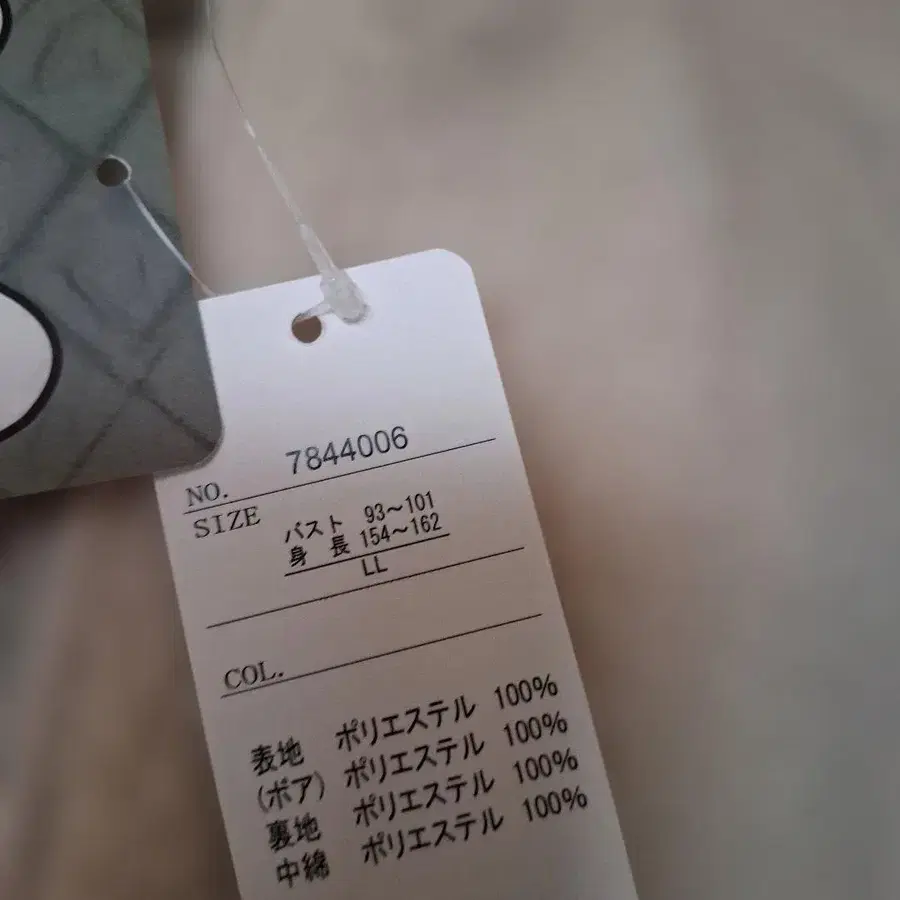 NO. 7844006
SIZE バスト 93～101
身 長 154～162
LL
COL.
表地 ポリエステル 100%
(ボア) ポリエステル 100%
裏地 ポリエステル 100%
中綿 ポリエステル 100%